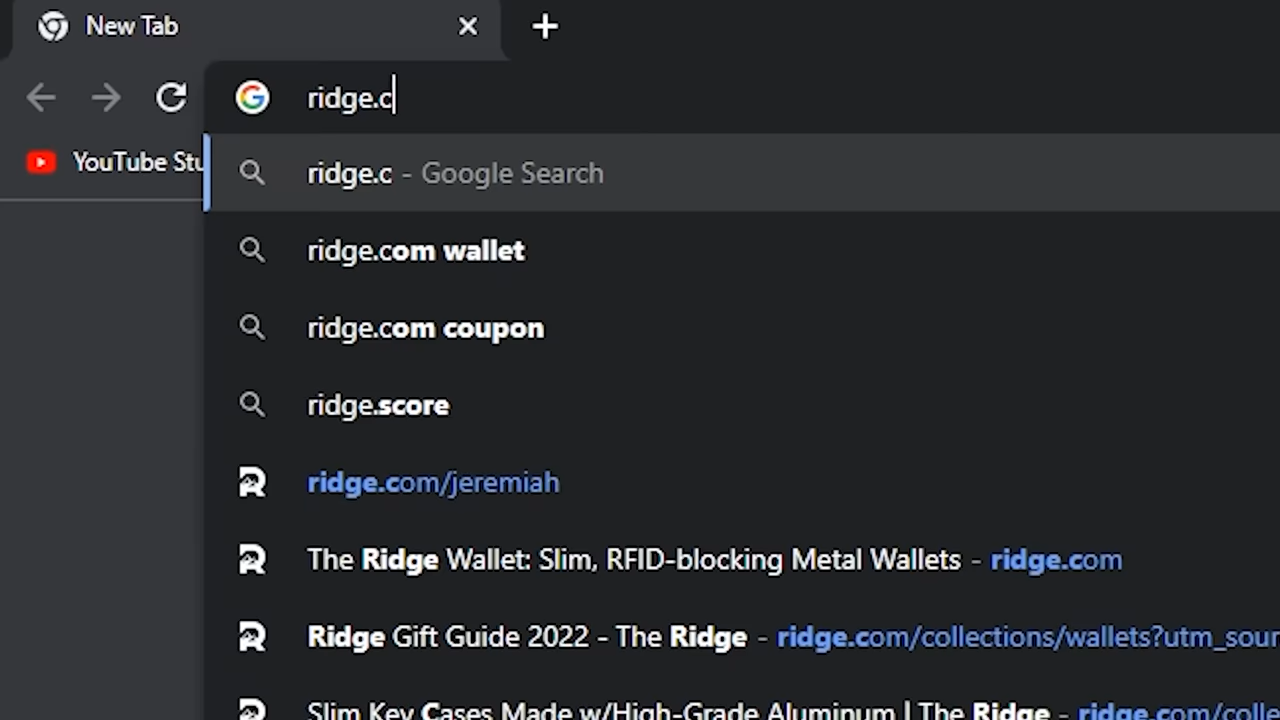 New Tab
ridge.c
YouTube Stu
ridge.c - Google Search
ridge.com wallet
ridge.com coupon
ridge.score
ridge.com/jeremiah
The Ridge Wallet: Slim, RFID-blocking Metal Wallets - ridge.com
Ridge Gift Guide 2022 - The Ridge - ridge.com/collections/wallets?utm_sour
Slim Key Cases Made w/High-Grade Aluminum | The Ridge - ridge.com/colle